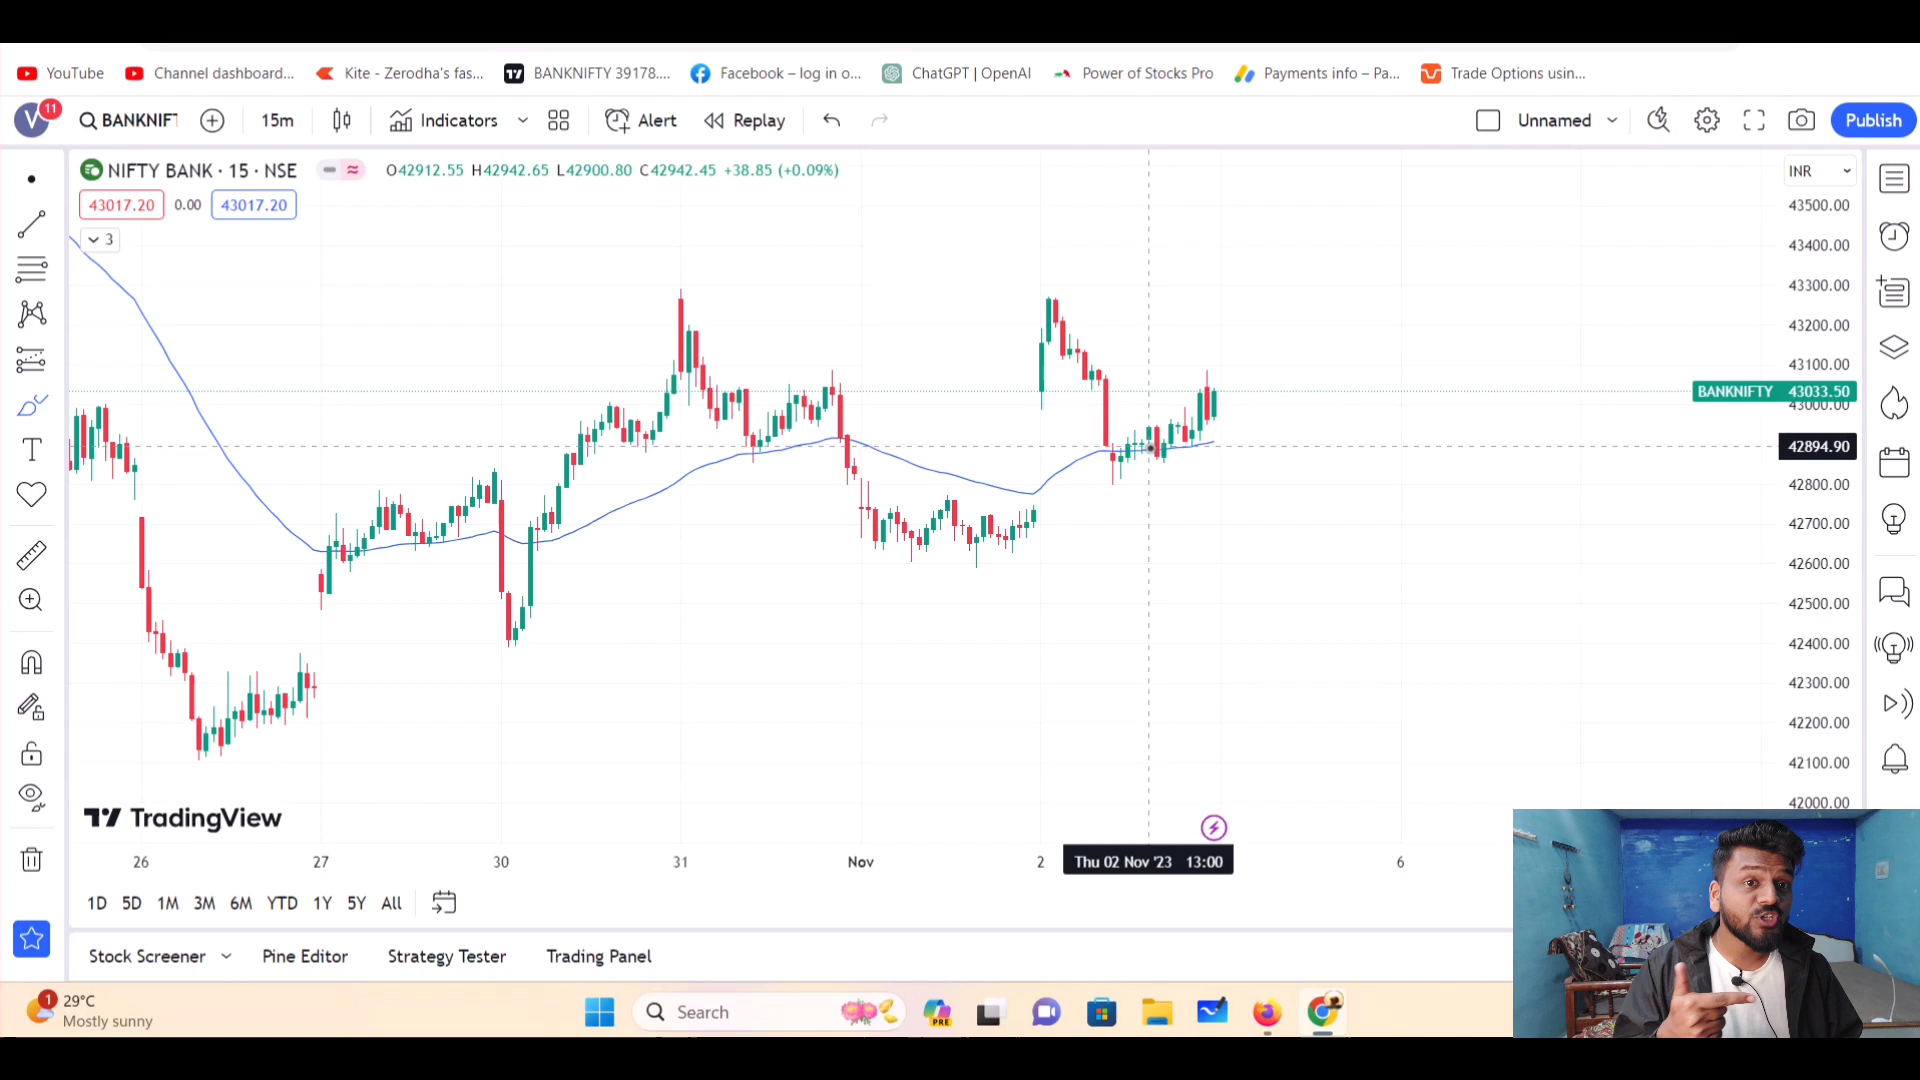 YouTube Channel dashboard... Kite - Zerodha's fas... BANKNIFTY 39178.... Facebook – log in o... ChatGPT | OpenAI Power of Stocks Pro Payments info – Pa... Trade Options usin...
V 11 BANKNIFT 15m Indicators Alert Replay Unnamed Publish
NIFTY BANK · 15 · NSE O42912.55 H42942.65 L42900.80 C42942.45 +38.85 (+0.09%) INR
43017.20 0.00 43017.20
3
43500.00
43400.00
43300.00
43200.00
43100.00
BANKNIFTY 43033.50
43000.00
42894.90
42800.00
42700.00
42600.00
42500.00
42400.00
42300.00
42200.00
42100.00
42000.00
TradingView
26 27 30 31 Nov 2 Thu 02 Nov '23 13:00 6
1D 5D 1M 3M 6M YTD 1Y 5Y All
Stock Screener Pine Editor Strategy Tester Trading Panel
1 29°C
Mostly sunny
Search
PRE